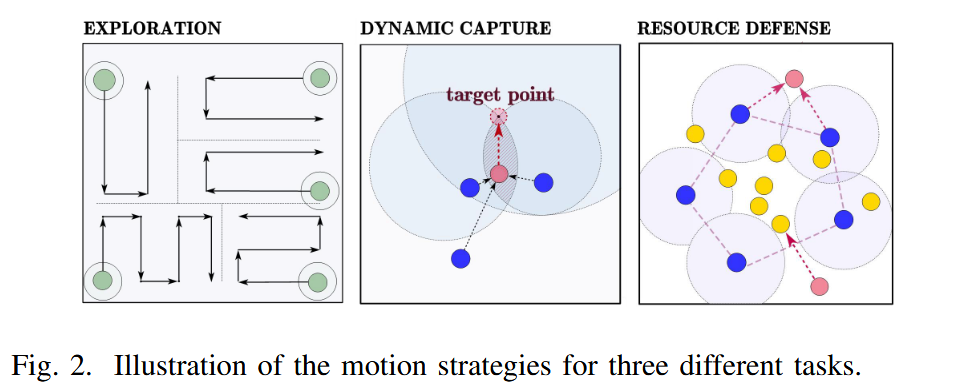 EXPLORATION
DYNAMIC CAPTURE
RESOURCE DEFENSE
target point
Fig. 2. Illustration of the motion strategies for three different tasks.